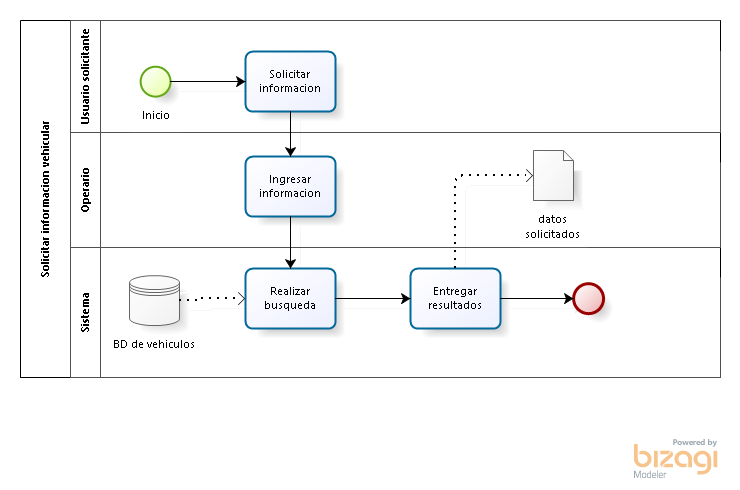 Solicitar informacion vehicular
Usuario solicitante
Inicio
Solicitar
informacion
Operario
Ingresar
informacion
datos
solicitados
Sistema
BD de vehiculos
Realizar
busqueda
Entregar
resultados
Powered by
bizagi
Modeler